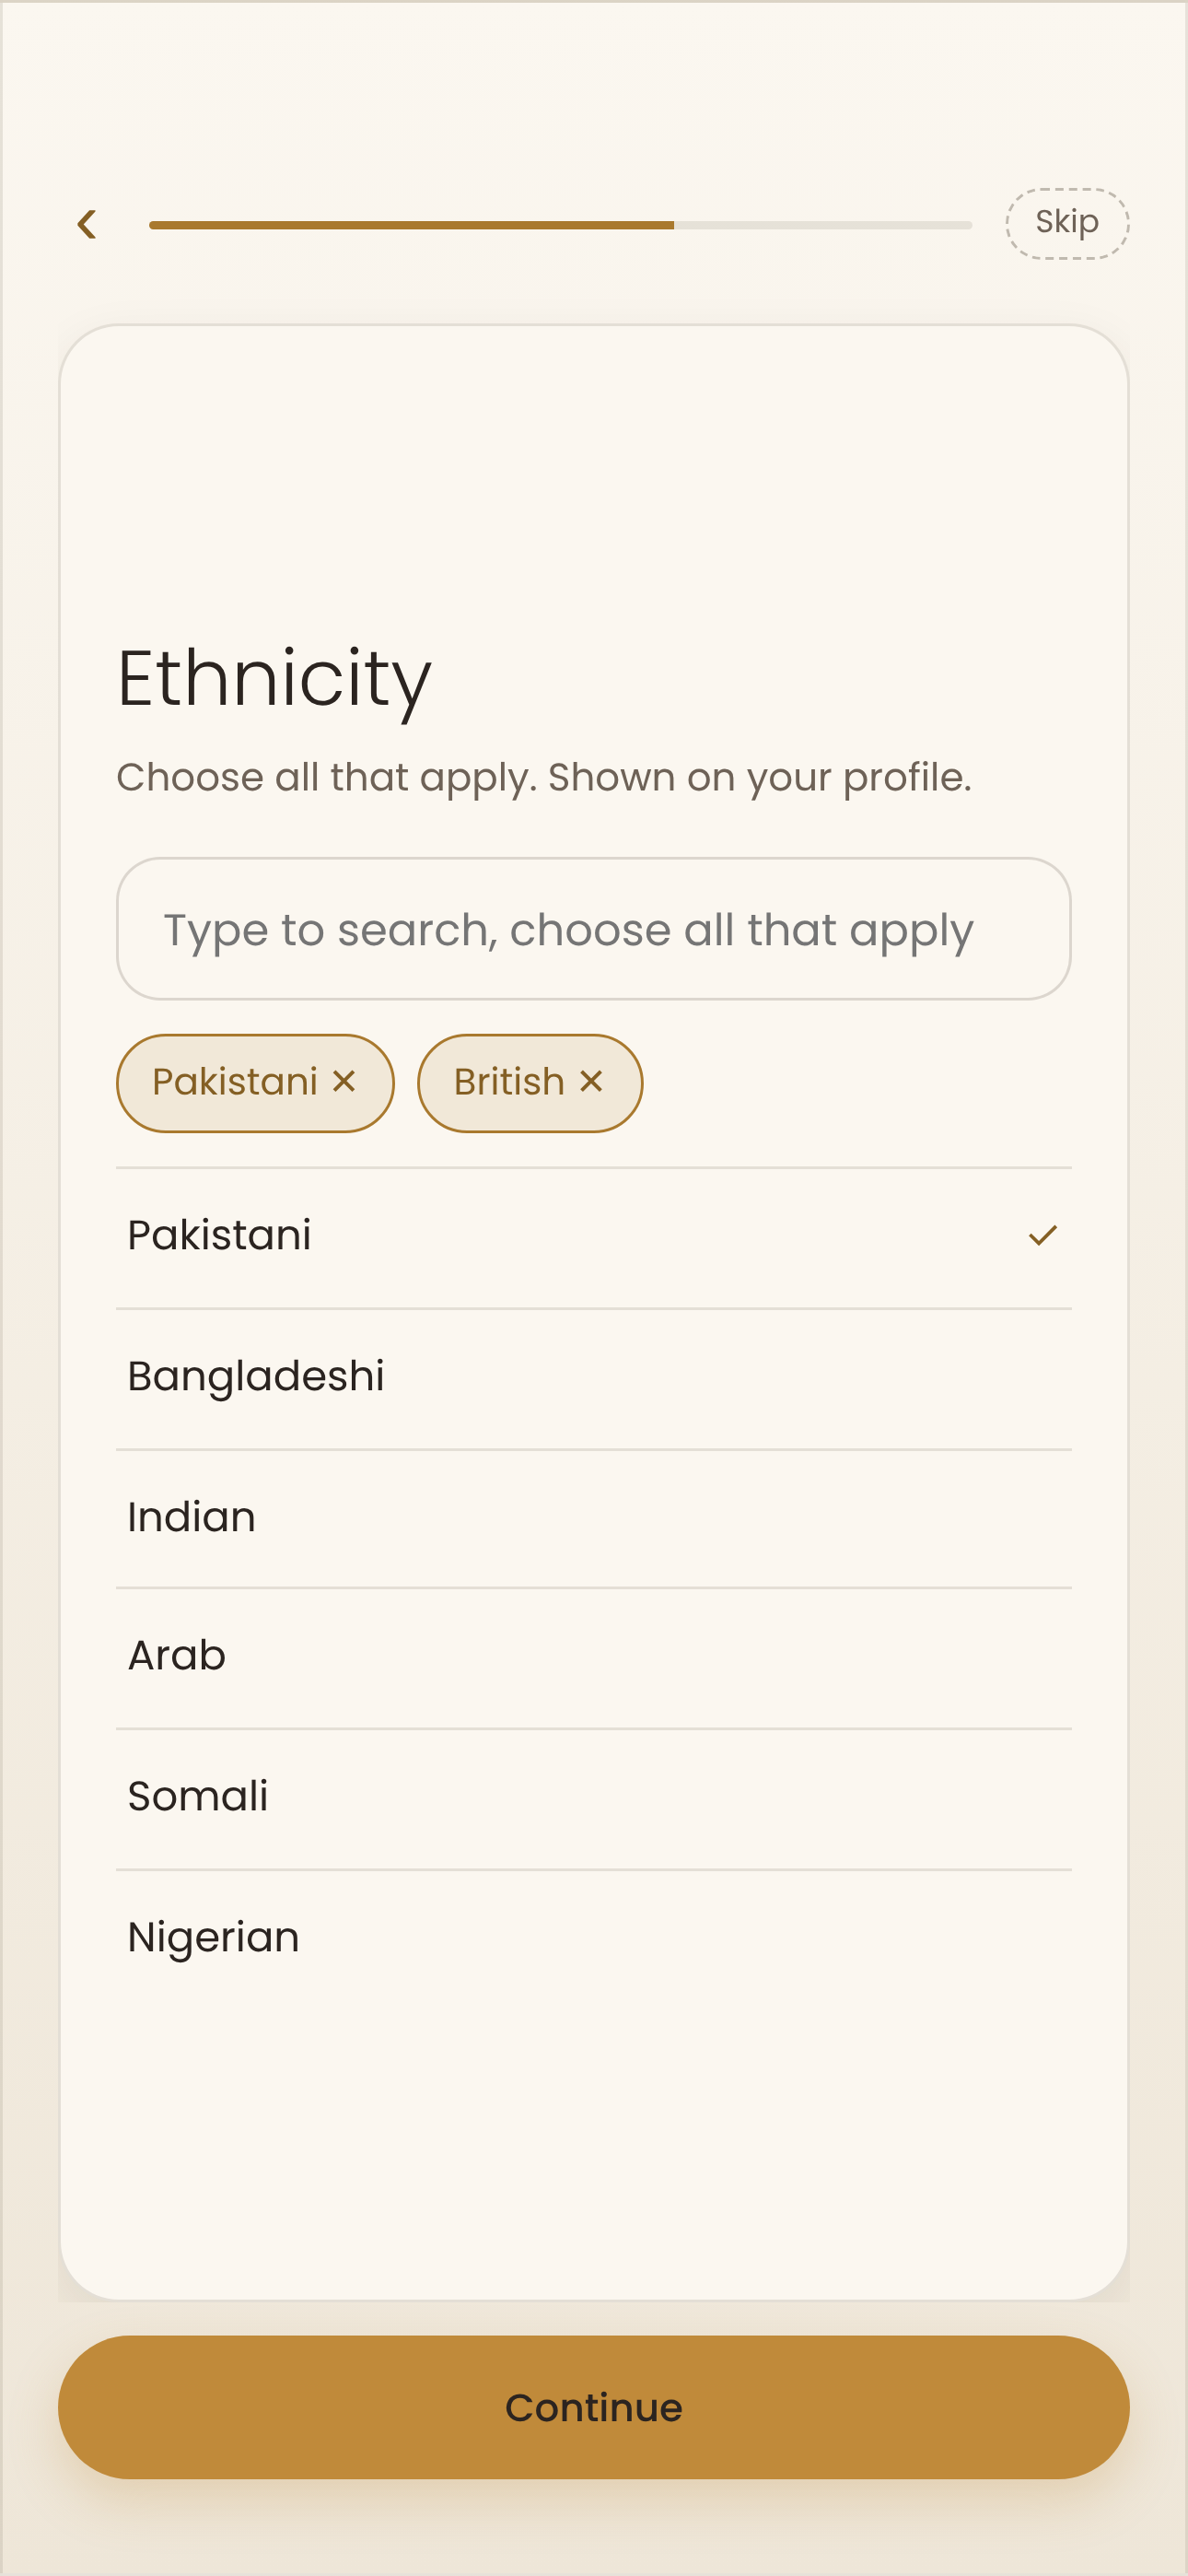 Skip
Ethnicity
Choose all that apply. Shown on your profile.
Type to search, choose all that apply
Pakistani ✕ British ✕
Pakistani ✓
Bangladeshi
Indian
Arab
Somali
Nigerian
Continue